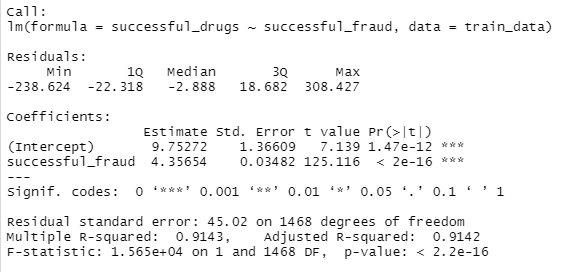 Call:
lm(formula = successful_drugs ~ successful_fraud, data = train_data)
Residuals:
Min 1Q Median 3Q Max
-238.624 -22.318 -2.888 18.682 308.427
Coefficients:
Estimate Std. Error t value Pr(>|t|)
(Intercept) 9.75272 1.36609 7.139 1.47e-12 ***
successful_fraud 4.35654 0.03482 125.116 < 2e-16 ***
---
Signif. codes: 0 ‘***’ 0.001 ‘**’ 0.01 ‘*’ 0.05 ‘.’ 0.1 ‘ ’ 1
Residual standard error: 45.02 on 1468 degrees of freedom
Multiple R-squared: 0.9143, Adjusted R-squared: 0.9142
F-statistic: 1.565e+04 on 1 and 1468 DF, p-value: < 2.2e-16